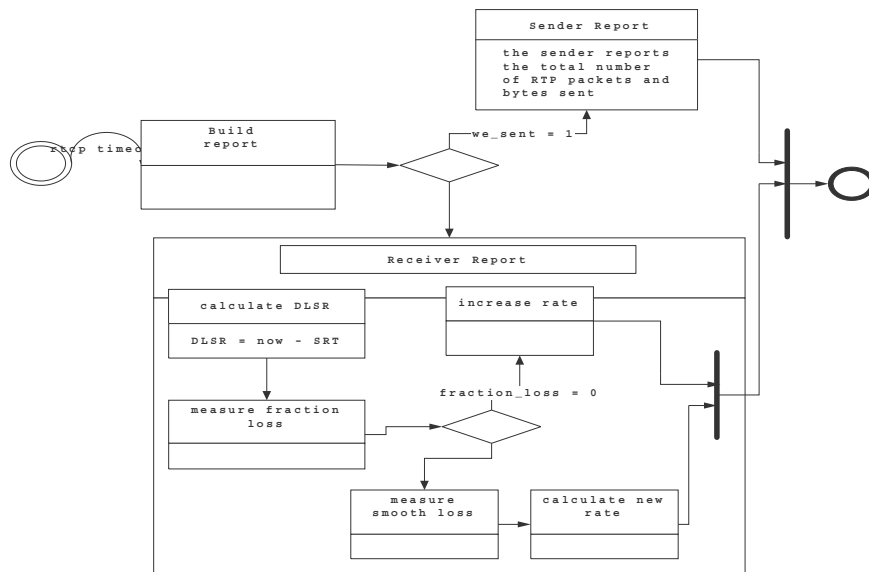 Sender Report
the sender reports
the total number
of RTP packets and
bytes sent
Build
report
rtcp timeo
we_sent = 1
Receiver Report
calculate DLSR
DLSR = now - SRT
increase rate
fraction_loss = 0
measure fraction
loss
measure
smooth loss
calculate new
rate